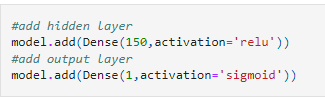 #add hidden layer
model.add(Dense(150,activation='relu'))
#add output layer
model.add(Dense(1,activation='sigmoid'))